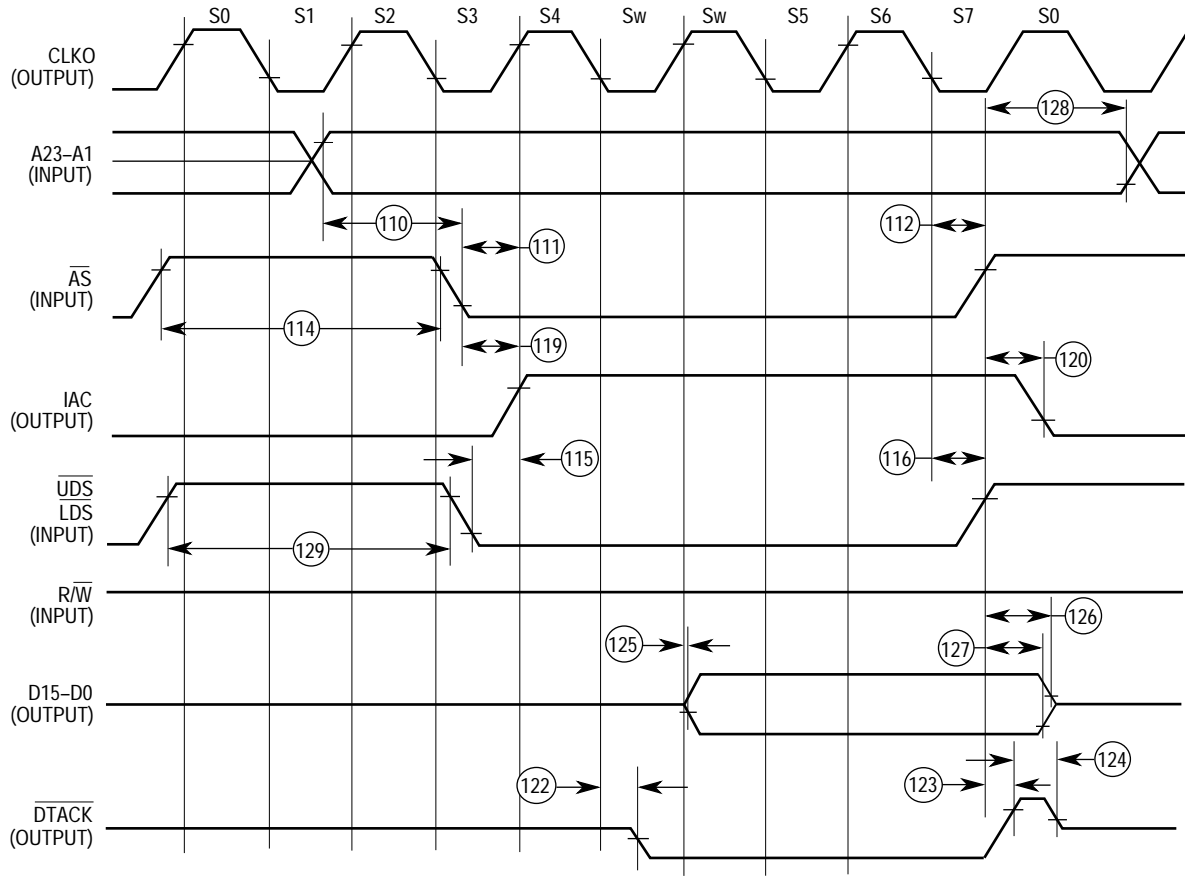 S0 S1 S2 S3 S4 Sw Sw S5 S6 S7 S0
CLKO
(OUTPUT)
128
A23–A1
(INPUT)
110
112
111
AS
(INPUT)
114
119
120
IAC
(OUTPUT)
115
116
UDS
LDS
(INPUT)
129
R/W
(INPUT)
126
125
127
D15–D0
(OUTPUT)
124
122
123
DTACK
(OUTPUT)